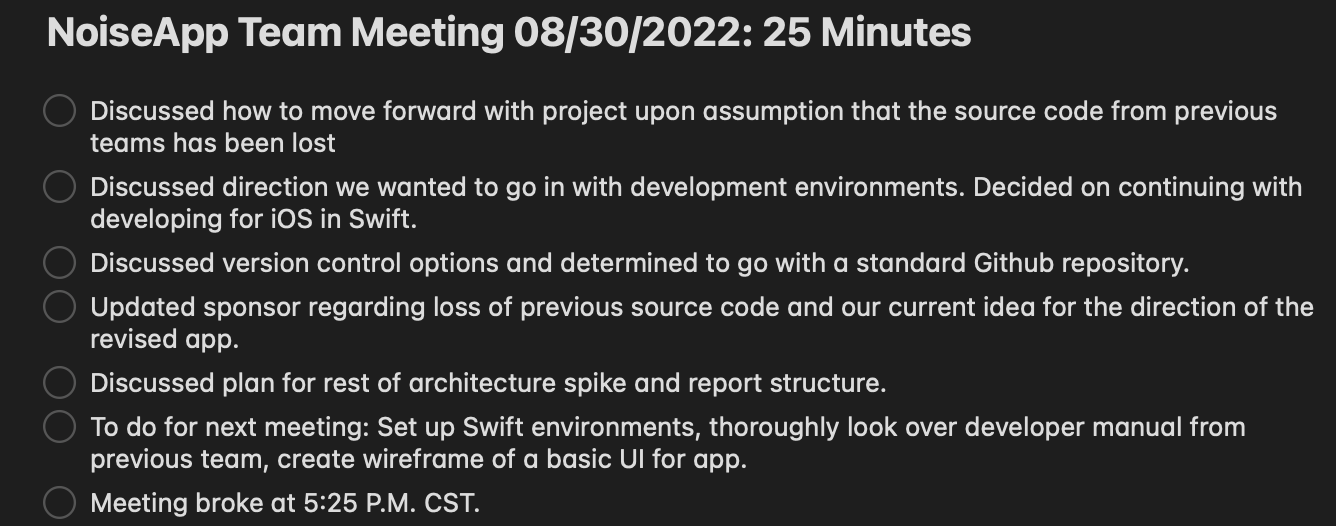 NoiseApp Team Meeting 08/30/2022: 25 Minutes
Discussed how to move forward with project upon assumption that the source code from previous
teams has been lost
Discussed direction we wanted to go in with development environments. Decided on continuing with
developing for iOS in Swift.
Discussed version control options and determined to go with a standard Github repository.
Updated sponsor regarding loss of previous source code and our current idea for the direction of the
revised app.
Discussed plan for rest of architecture spike and report structure.
To do for next meeting: Set up Swift environments, thoroughly look over developer manual from
previous team, create wireframe of a basic UI for app.
Meeting broke at 5:25 P.M. CST.